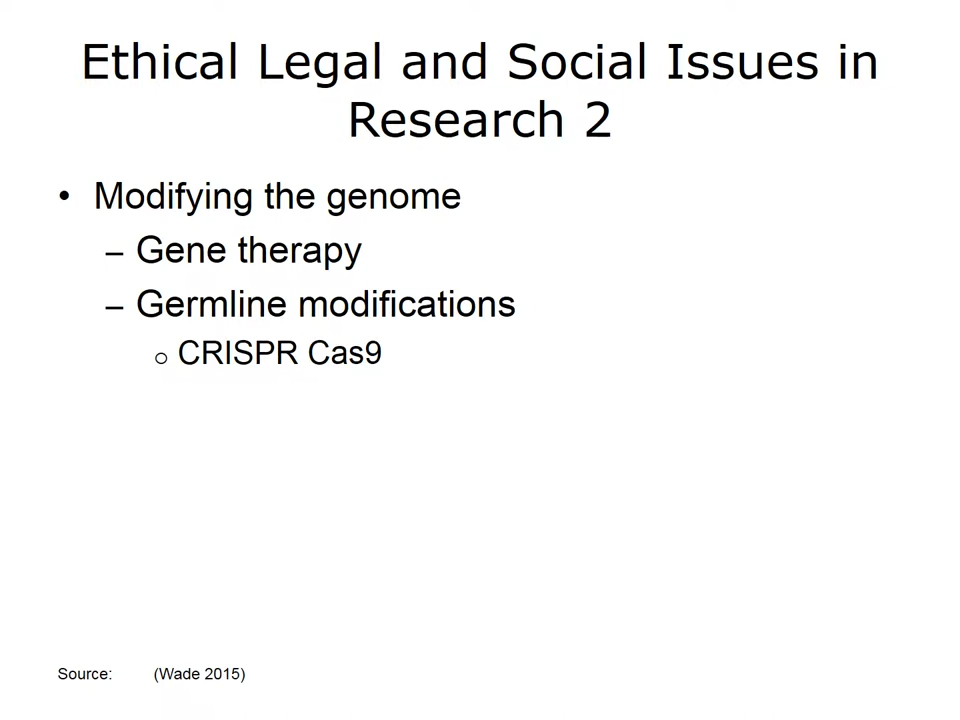 Ethical Legal and Social Issues in
Research 2
• Modifying the genome
– Gene therapy
– Germline modifications
○ CRISPR Cas9
Source: (Wade 2015)